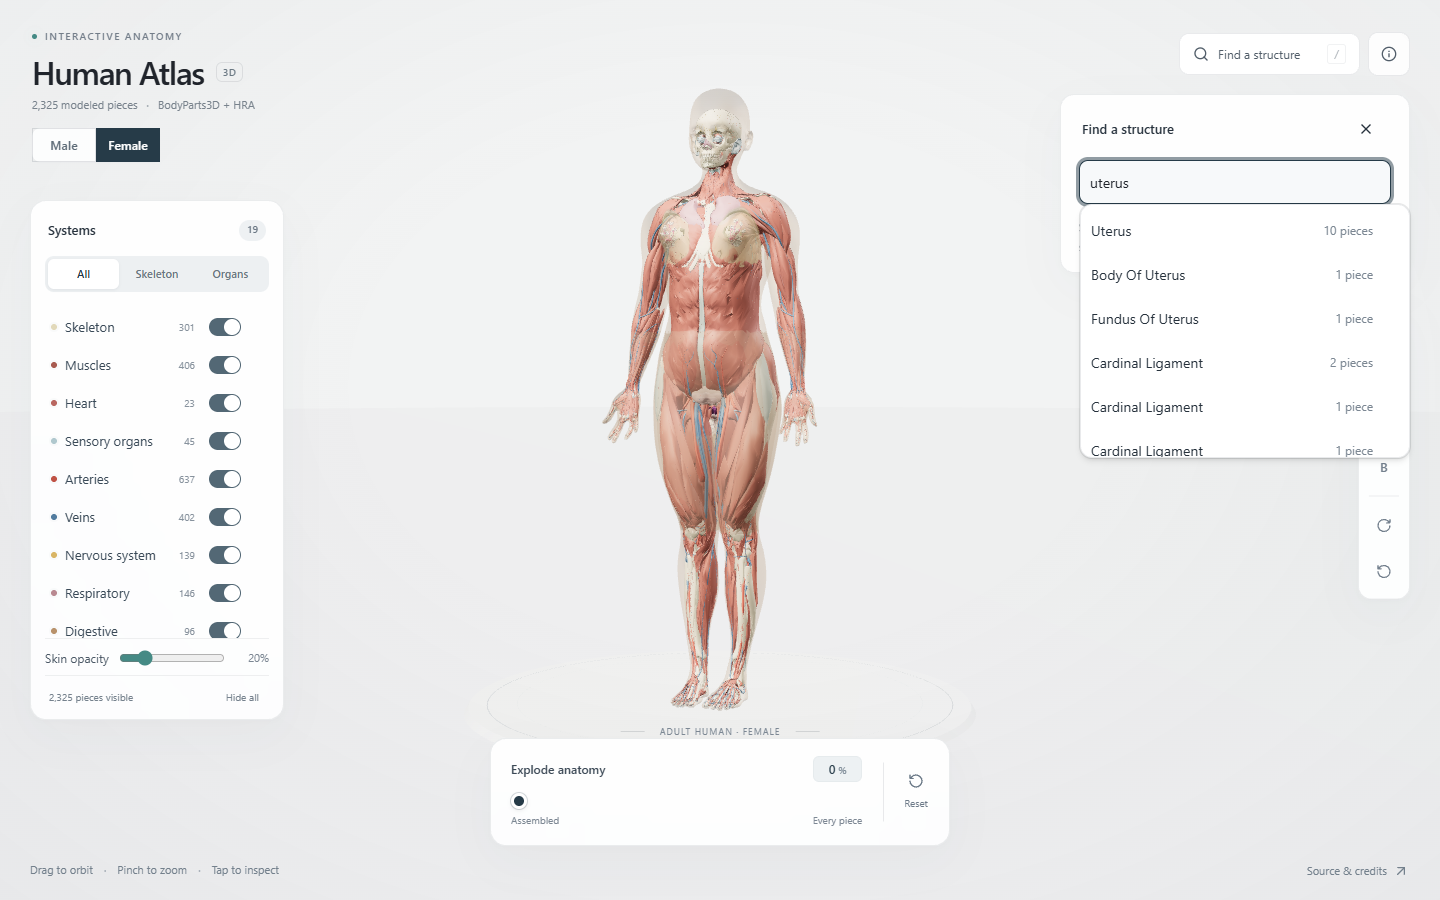 INTERACTIVE ANATOMY
Human Atlas 3D
2,325 modeled pieces · BodyParts3D + HRA
Male Female
Systems 19
All Skeleton Organs
Skeleton 301
Muscles 406
Heart 23
Sensory organs 45
Arteries 637
Veins 402
Nervous system 139
Respiratory 146
Digestive 96
Skin opacity 20%
2,325 pieces visible Hide all
Find a structure /
Find a structure
uterus
Uterus 10 pieces
Body Of Uterus 1 piece
Fundus Of Uterus 1 piece
Cardinal Ligament 2 pieces
Cardinal Ligament 1 piece
Cardinal Ligament 1 piece
B
ADULT HUMAN · FEMALE
Explode anatomy 0 %
Assembled Every piece
Reset
Drag to orbit · Pinch to zoom · Tap to inspect
Source & credits